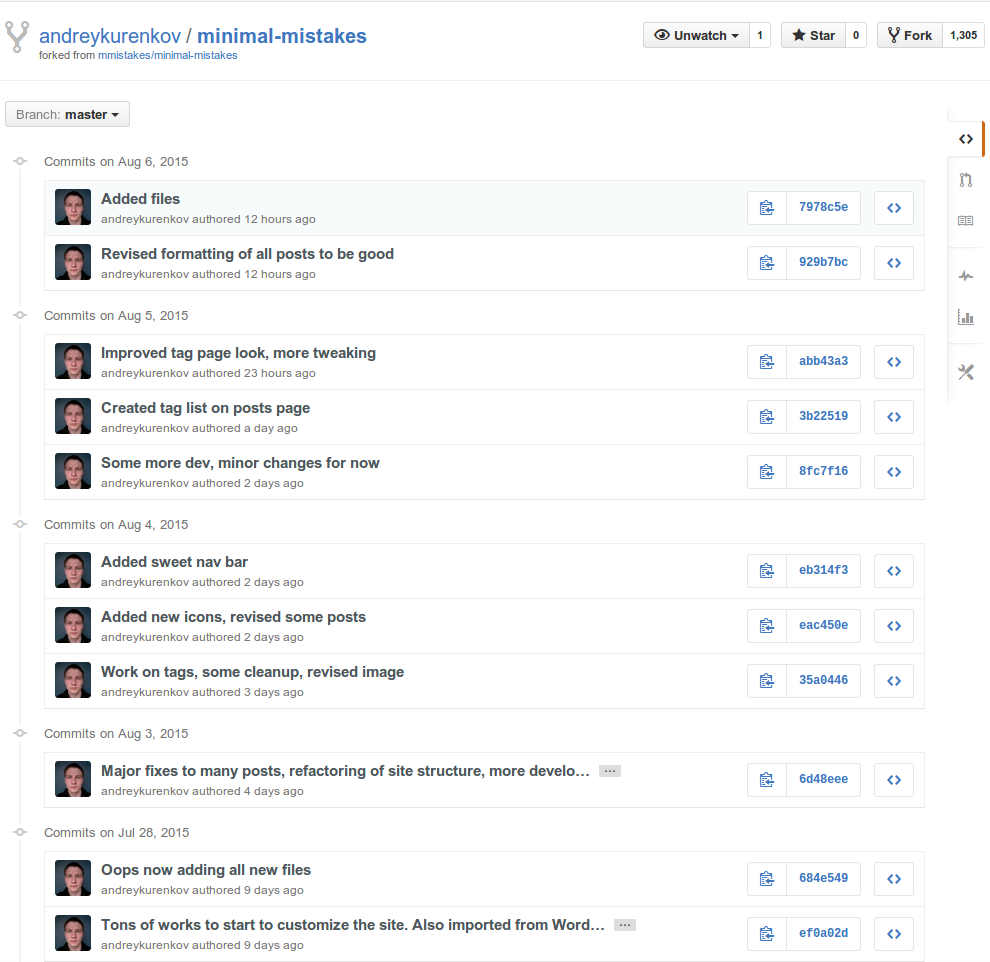 andreykurenkov / minimal-mistakes
forked from mmistakes/minimal-mistakes
Unwatch 1 Star 0 Fork 1,305
Branch: master
Commits on Aug 6, 2015
Added files
andreykurenkov authored 12 hours ago
7978c5e
Revised formatting of all posts to be good
andreykurenkov authored 12 hours ago
929b7bc
Commits on Aug 5, 2015
Improved tag page look, more tweaking
andreykurenkov authored 23 hours ago
abb43a3
Created tag list on posts page
andreykurenkov authored a day ago
3b22519
Some more dev, minor changes for now
andreykurenkov authored 2 days ago
8fc7f16
Commits on Aug 4, 2015
Added sweet nav bar
andreykurenkov authored 2 days ago
eb314f3
Added new icons, revised some posts
andreykurenkov authored 2 days ago
eac450e
Work on tags, some cleanup, revised image
andreykurenkov authored 3 days ago
35a0446
Commits on Aug 3, 2015
Major fixes to many posts, refactoring of site structure, more develo… …
andreykurenkov authored 4 days ago
6d48eee
Commits on Jul 28, 2015
Oops now adding all new files
andreykurenkov authored 9 days ago
684e549
Tons of works to start to customize the site. Also imported from Word… …
andreykurenkov authored 9 days ago
ef0a02d